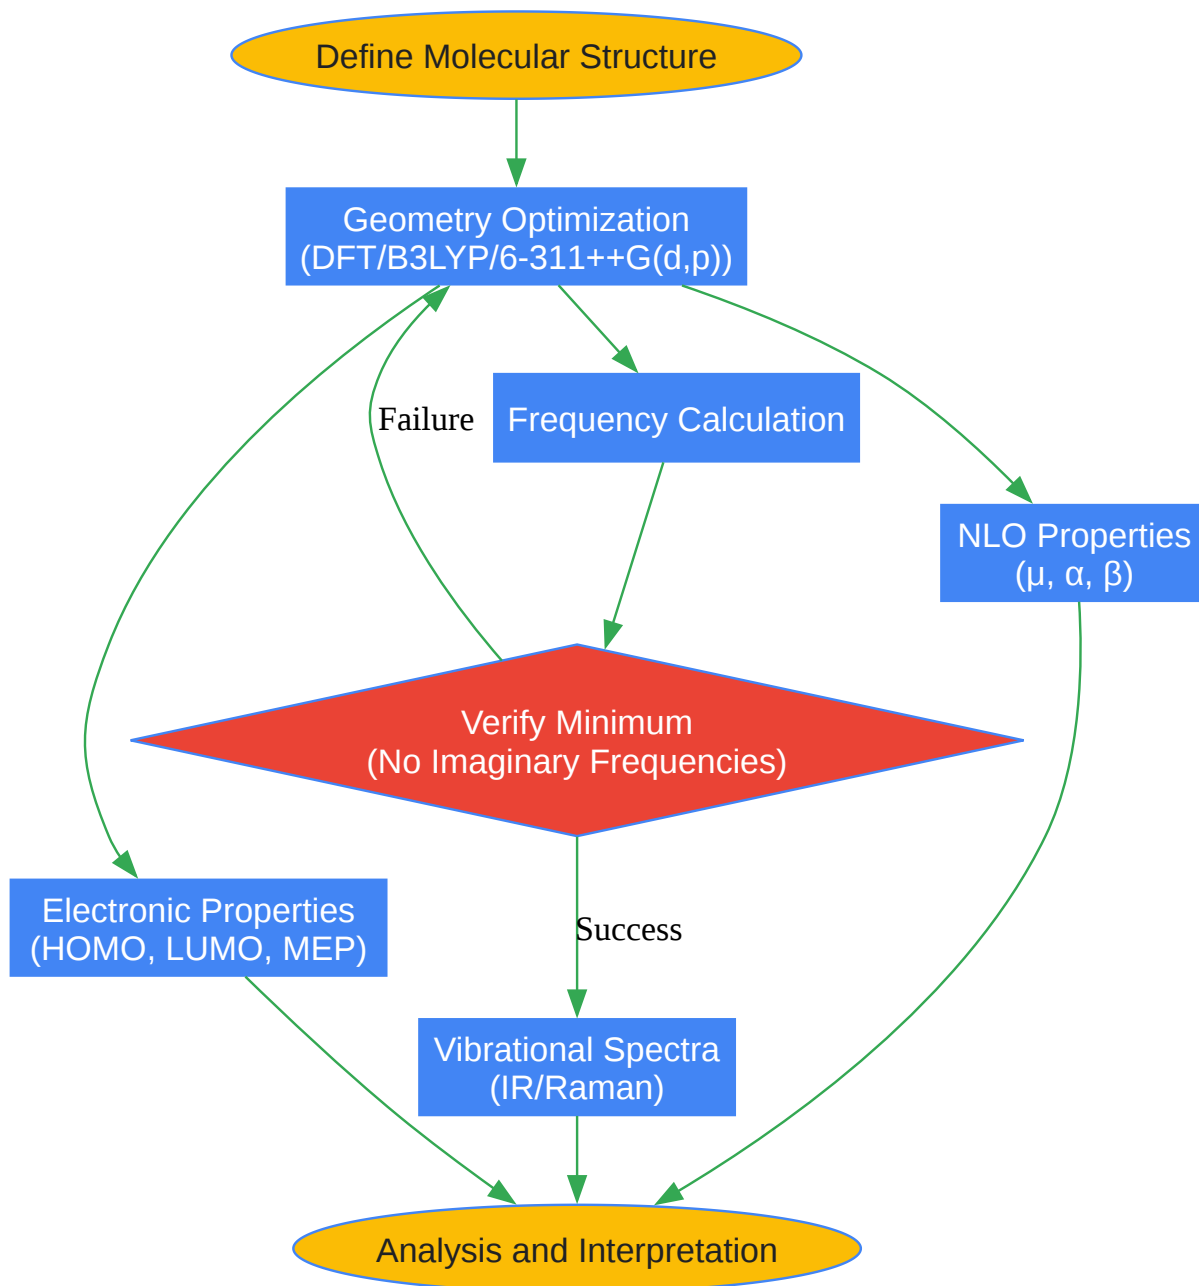 Define Molecular Structure
Geometry Optimization
(DFT/B3LYP/6-311++G(d,p))
Failure
Frequency Calculation
NLO Properties
(μ, α, β)
Verify Minimum
(No Imaginary Frequencies)
Electronic Properties
(HOMO, LUMO, MEP)
Success
Vibrational Spectra
(IR/Raman)
Analysis and Interpretation